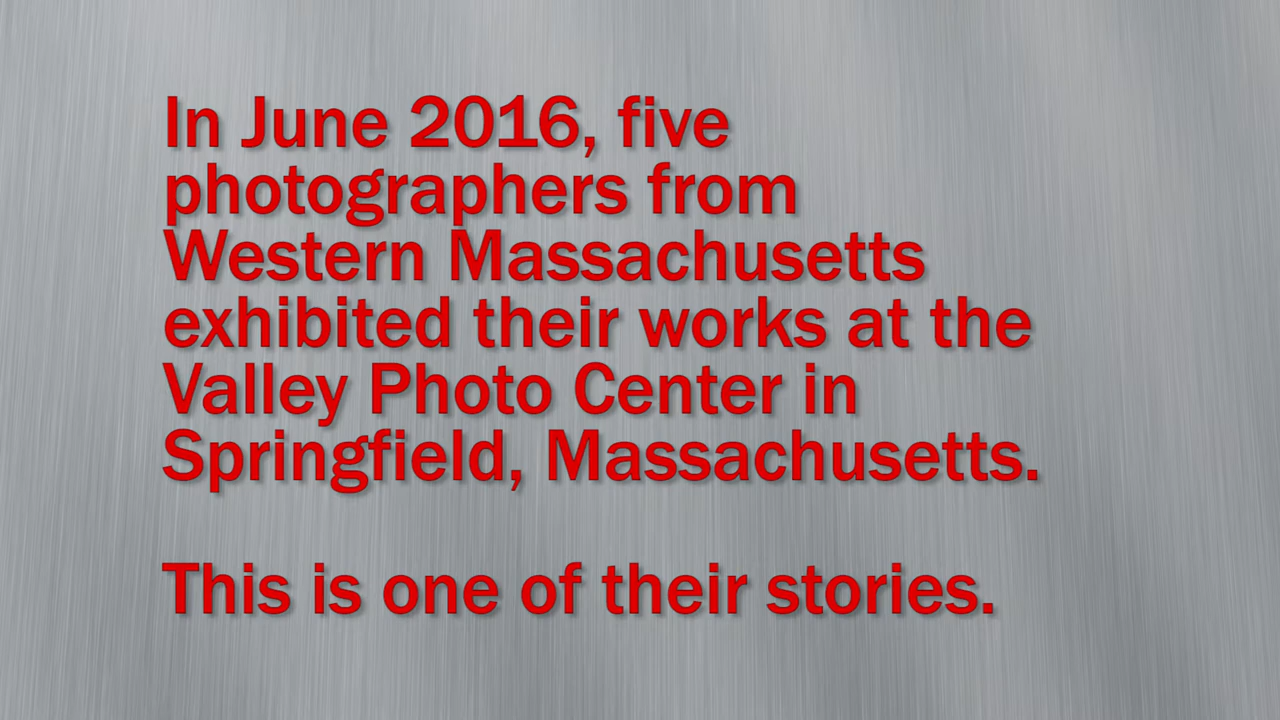 In June 2016, five
photographers from
Western Massachusetts
exhibited their works at the
Valley Photo Center in
Springfield, Massachusetts.
This is one of their stories.